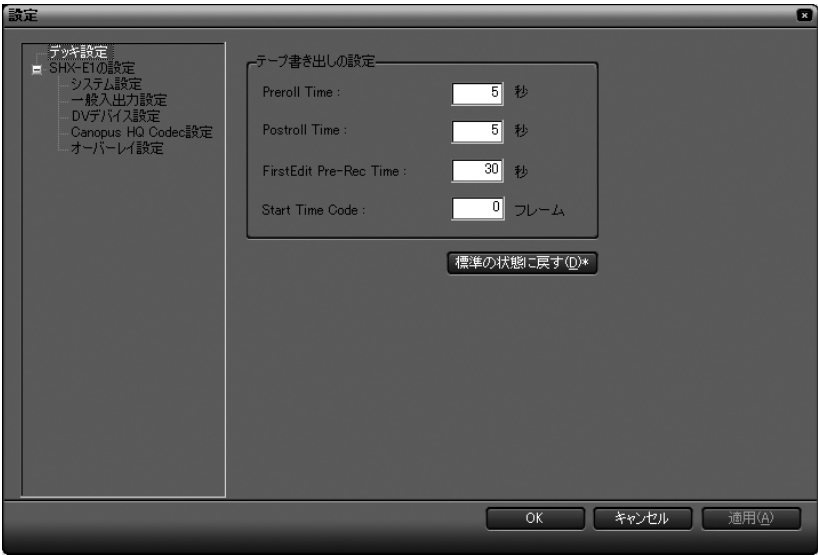 設定
デッキ設定
SHX-E1の設定
システム設定
一般入出力設定
DVデバイス設定
Canopus HQ Codec設定
オーバーレイ設定
テープ書き出しの設定
Preroll Time : 5 秒
Postroll Time : 5 秒
FirstEdit Pre-Rec Time : 30 秒
Start Time Code : 0 フレーム
標準の状態に戻す(D)*
OK キャンセル 適用(A)